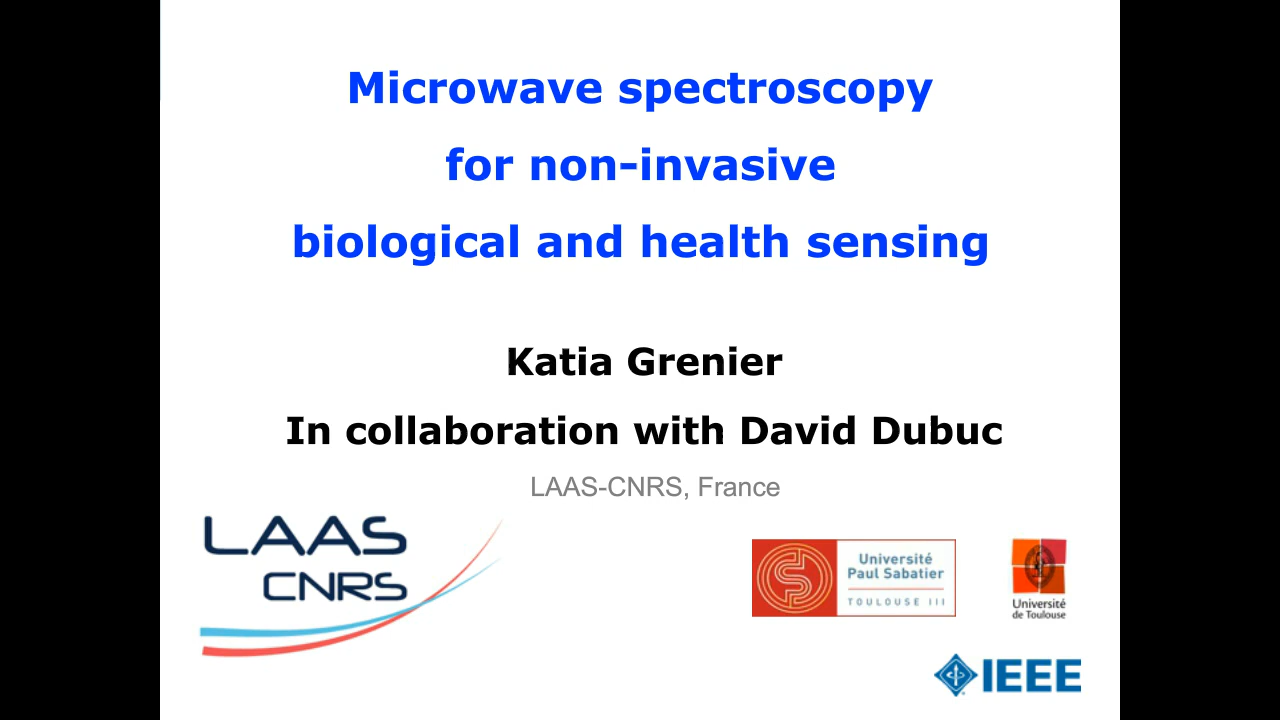 Microwave spectroscopy
for non-invasive
biological and health sensing
Katia Grenier
In collaboration with David Dubuc
LAAS-CNRS, France
LAAS
CNRS
Université
Paul Sabatier
TOULOUSE III
Université
de Toulouse
IEEE